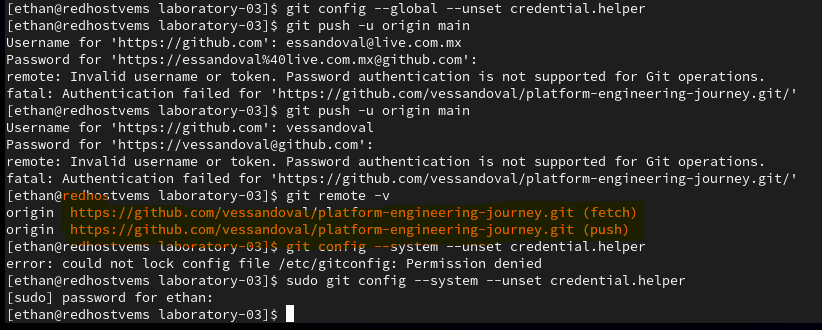 [ethan@redhostvems laboratory-03]$ git config --global --unset credential.helper
[ethan@redhostvems laboratory-03]$ git push -u origin main
Username for 'https://github.com': essandoval@live.com.mx
Password for 'https://essandoval%40live.com.mx@github.com':
remote: Invalid username or token. Password authentication is not supported for Git operations.
fatal: Authentication failed for 'https://github.com/vessandoval/platform-engineering-journey.git/'
[ethan@redhostvems laboratory-03]$ git push -u origin main
Username for 'https://github.com': vessandoval
Password for 'https://vessandoval@github.com':
remote: Invalid username or token. Password authentication is not supported for Git operations.
fatal: Authentication failed for 'https://github.com/vessandoval/platform-engineering-journey.git/'
[ethan@redhostvems laboratory-03]$ git remote -v
origin  https://github.com/vessandoval/platform-engineering-journey.git (fetch)
origin  https://github.com/vessandoval/platform-engineering-journey.git (push)
[ethan@redhostvems laboratory-03]$ git config --system --unset credential.helper
error: could not lock config file /etc/gitconfig: Permission denied
[ethan@redhostvems laboratory-03]$ sudo git config --system --unset credential.helper
[sudo] password for ethan:
[ethan@redhostvems laboratory-03]$